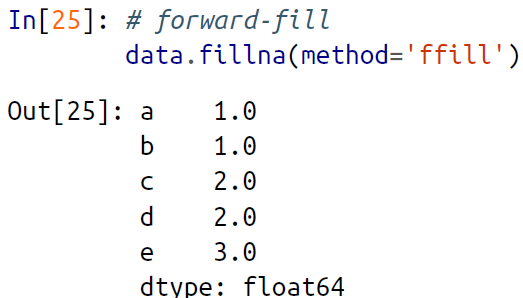 In[25]: # forward-fill
data.fillna(method='ffill')
Out[25]: a 1.0
b 1.0
c 2.0
d 2.0
e 3.0
dtype: float64